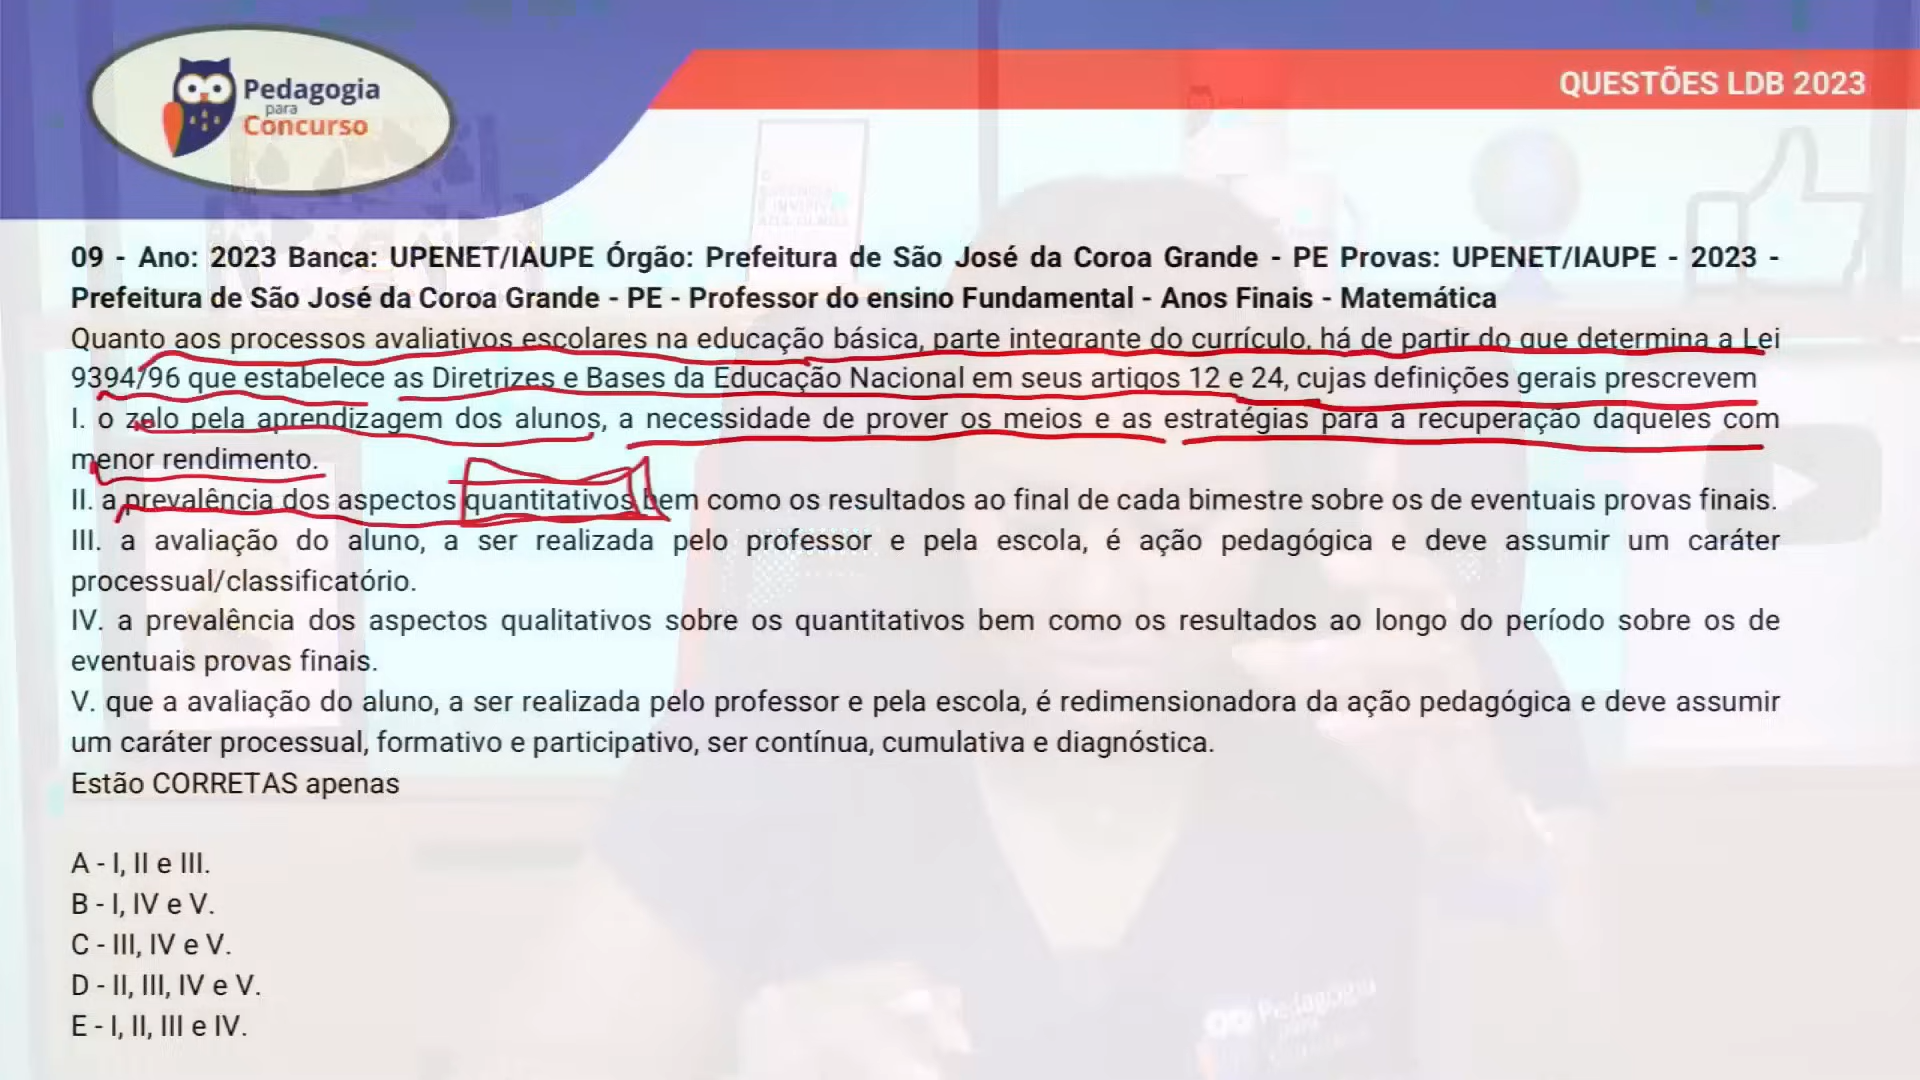 Pedagogia
para
Concurso
QUESTÕES LDB 2023
09 - Ano: 2023 Banca: UPENET/IAUPE Órgão: Prefeitura de São José da Coroa Grande - PE Provas: UPENET/IAUPE - 2023 -
Prefeitura de São José da Coroa Grande - PE - Professor do ensino Fundamental - Anos Finais - Matemática
Quanto aos processos avaliativos escolares na educação básica, parte integrante do currículo, há de partir do que determina a Lei
9394/96 que estabelece as Diretrizes e Bases da Educação Nacional em seus artigos 12 e 24, cujas definições gerais prescrevem
I. o zelo pela aprendizagem dos alunos, a necessidade de prover os meios e as estratégias para a recuperação daqueles com
menor rendimento.
II. a prevalência dos aspectos quantitativos bem como os resultados ao final de cada bimestre sobre os de eventuais provas finais.
III. a avaliação do aluno, a ser realizada pelo professor e pela escola, é ação pedagógica e deve assumir um caráter
processual/classificatório.
IV. a prevalência dos aspectos qualitativos sobre os quantitativos bem como os resultados ao longo do período sobre os de
eventuais provas finais.
V. que a avaliação do aluno, a ser realizada pelo professor e pela escola, é redimensionadora da ação pedagógica e deve assumir
um caráter processual, formativo e participativo, ser contínua, cumulativa e diagnóstica.
Estão CORRETAS apenas
A - I, II e III.
B - I, IV e V.
C - III, IV e V.
D - II, III, IV e V.
E - I, II, III e IV.
Pedagogia
para